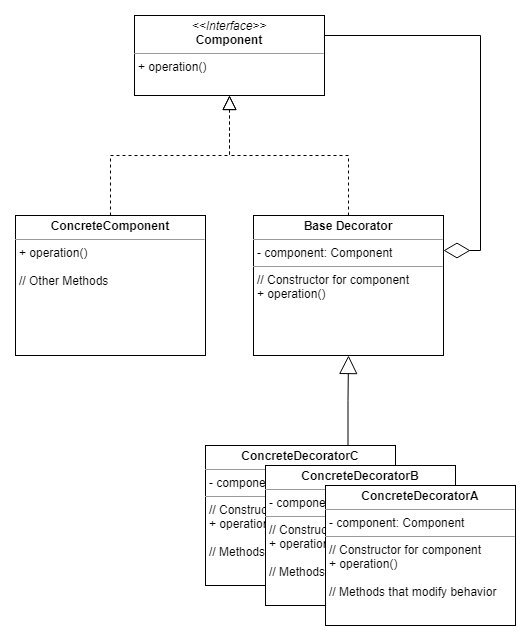 <<Interface>>
Component
+ operation()
ConcreteComponent
+ operation()
// Other Methods
Base Decorator
- component: Component
// Constructor for component
+ operation()
ConcreteDecoratorC
- compone
// Construc
+ operation
// Methods
ConcreteDecoratorB
- compone
// Constru
+ operation
// Methods
ConcreteDecoratorA
- component: Component
// Constructor for component
+ operation()
// Methods that modify behavior